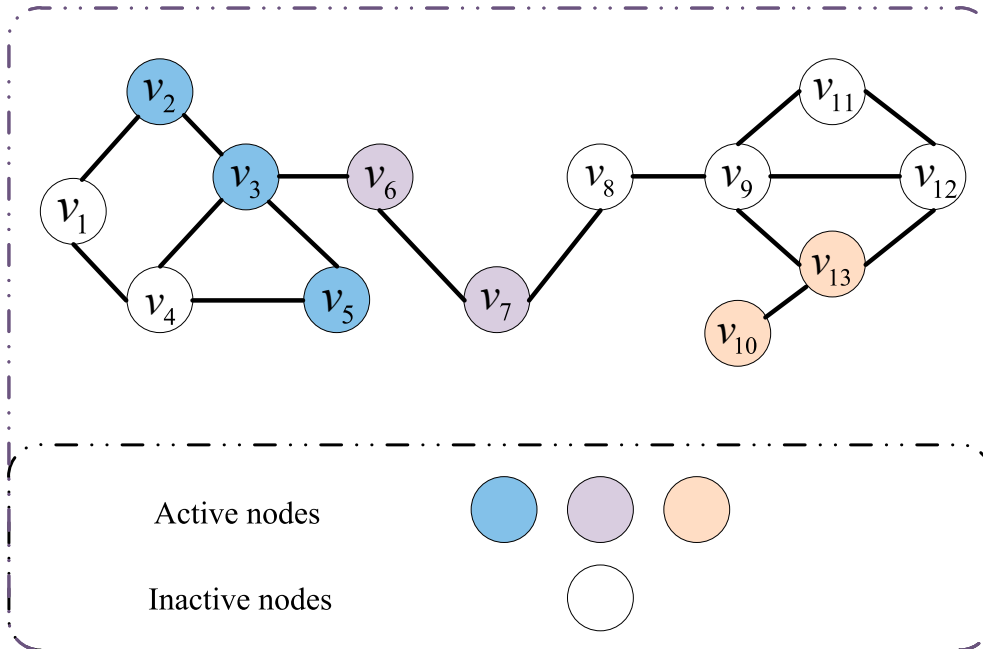 v2
v11
v3
v6
v8
v9
v12
v1
v13
v4
v5
v7
v10
Active nodes
Inactive nodes